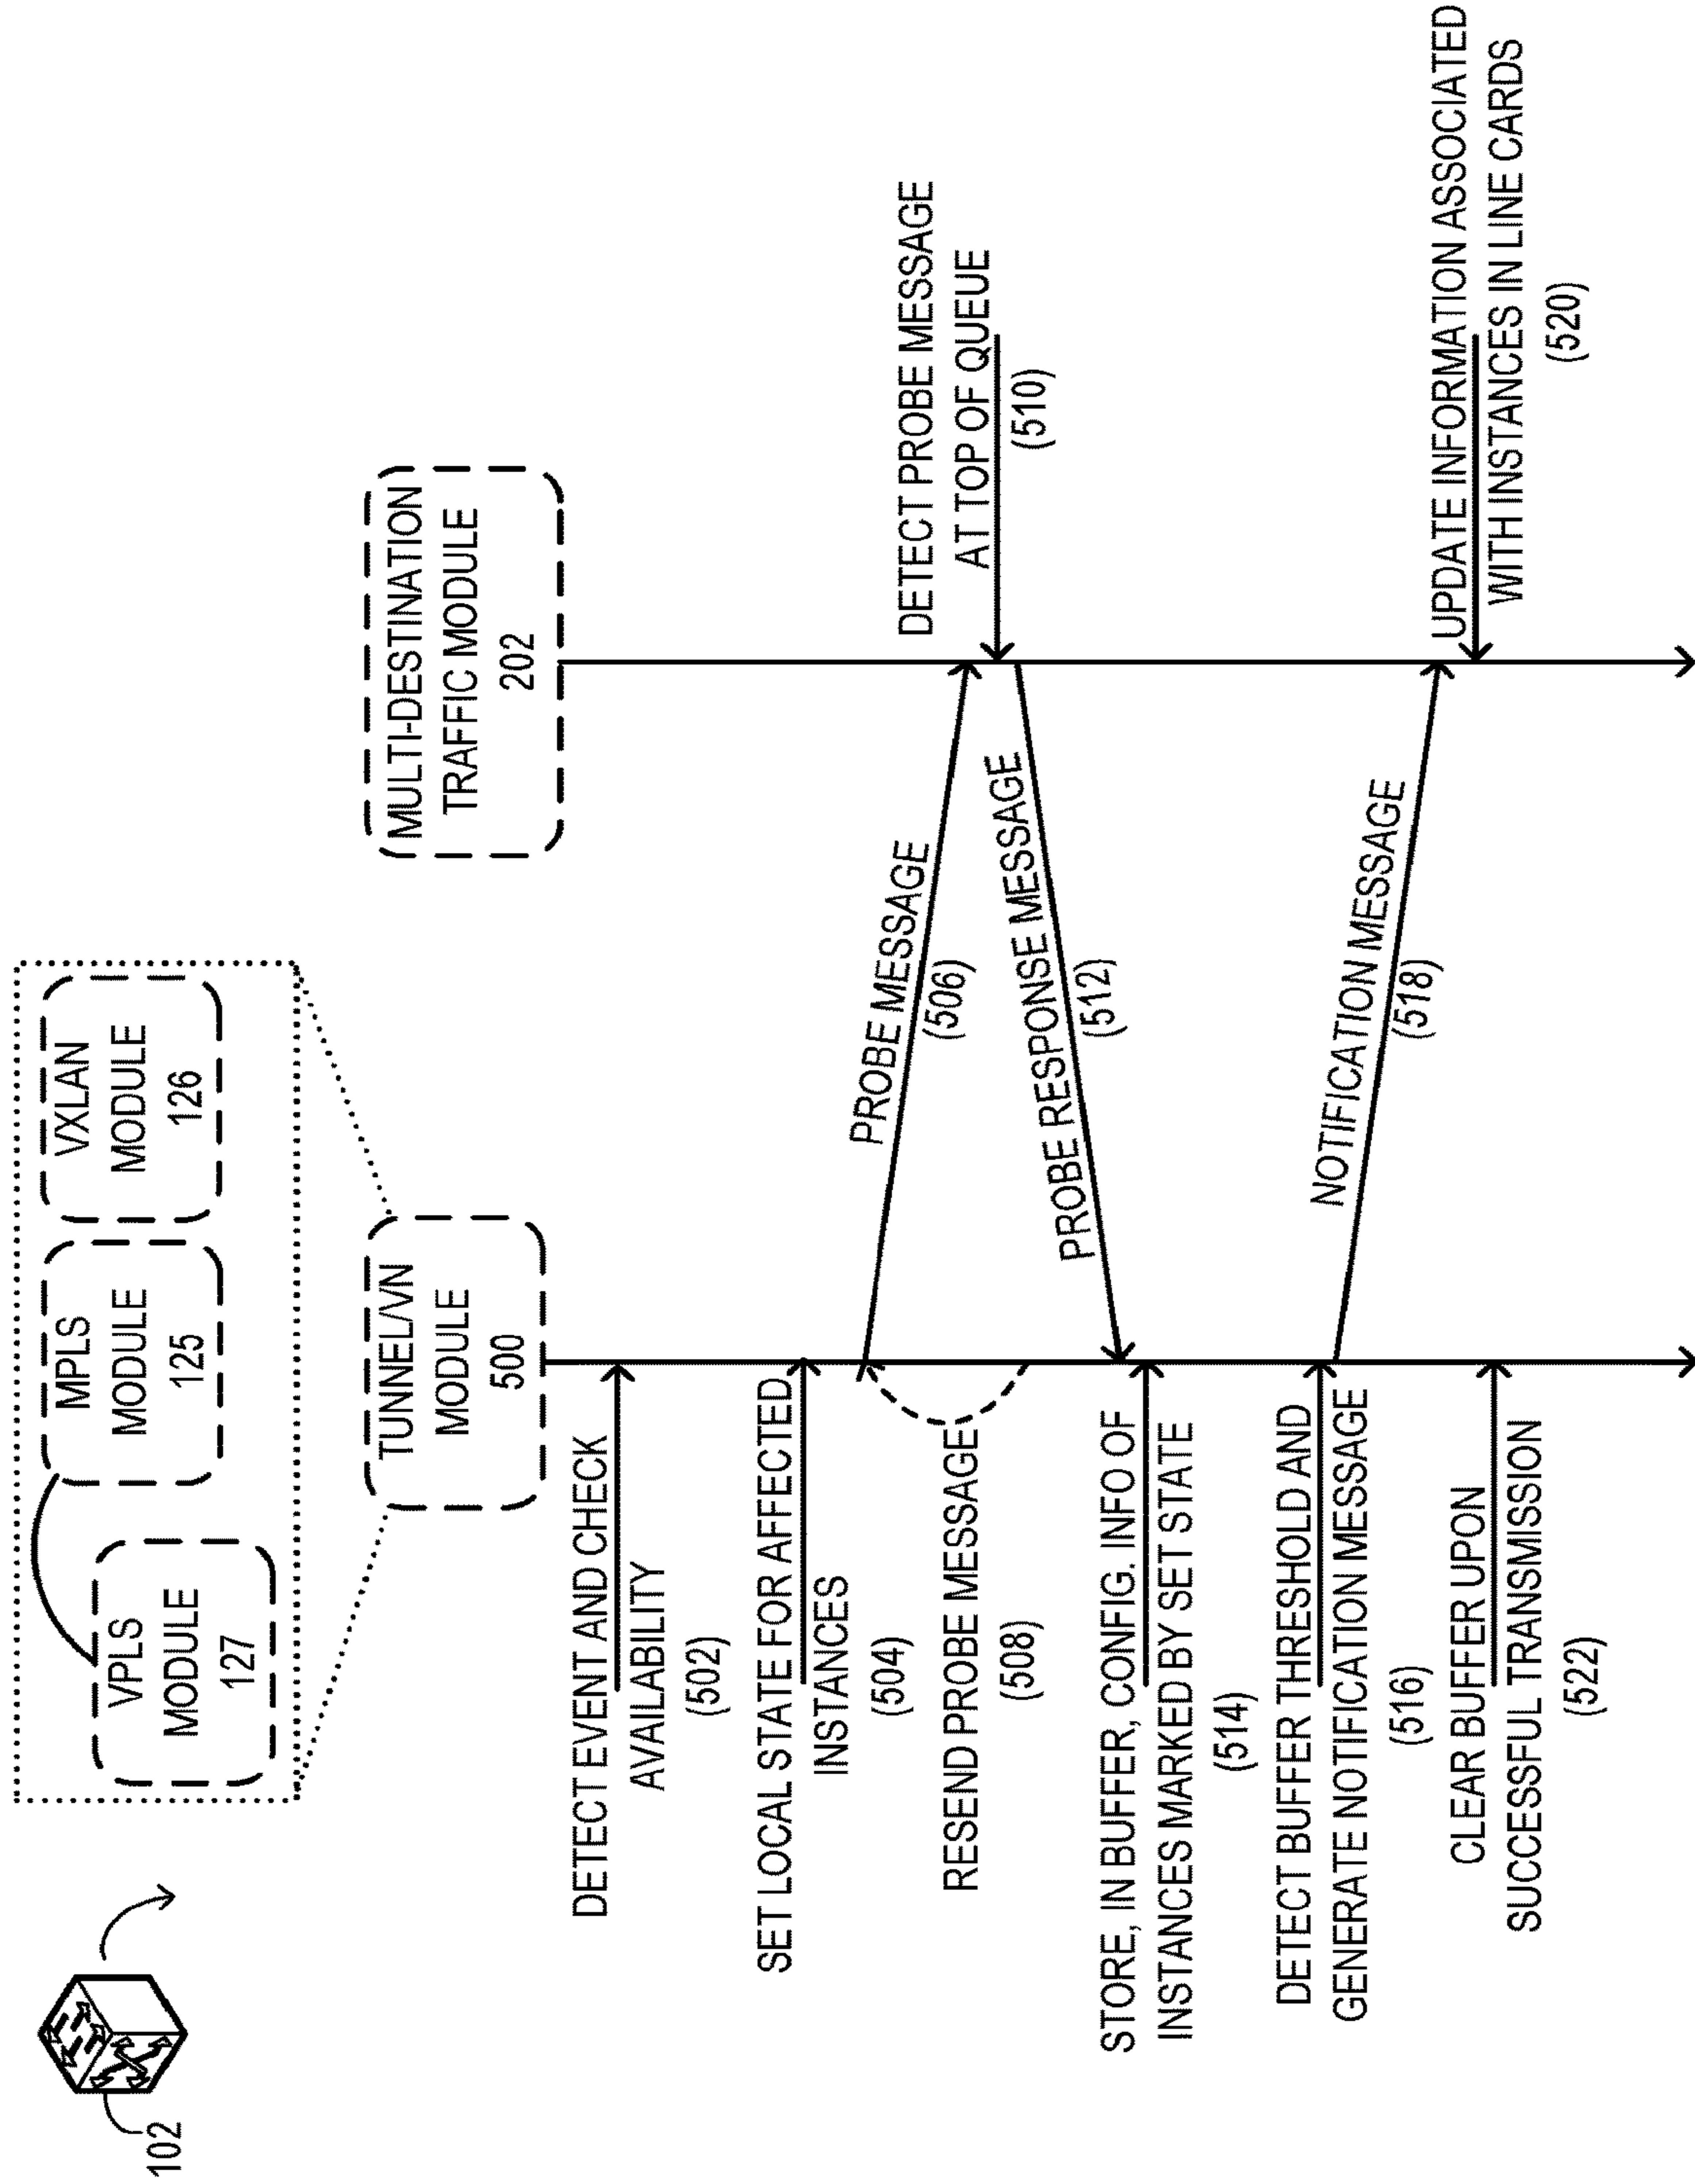 102
VPLS
MODULE
127
MPLS
MODULE
125
VXLAN
MODULE
126
TUNNEL/VN
MODULE
500
MULTI-DESTINATION
TRAFFIC MODULE
202
DETECT EVENT AND CHECK
AVAILABILITY
(502)
SET LOCAL STATE FOR AFFECTED
INSTANCES
(504)
PROBE MESSAGE
(506)
RESEND PROBE MESSAGE
(508)
DETECT PROBE MESSAGE
AT TOP OF QUEUE
(510)
PROBE RESPONSE MESSAGE
(512)
STORE, IN BUFFER, CONFIG. INFO OF
INSTANCES MARKED BY SET STATE
(514)
DETECT BUFFER THRESHOLD AND
GENERATE NOTIFICATION MESSAGE
(516)
NOTIFICATION MESSAGE
(518)
UPDATE INFORMATION ASSOCIATED
WITH INSTANCES IN LINE CARDS
(520)
CLEAR BUFFER UPON
SUCCESSFUL TRANSMISSION
(522)